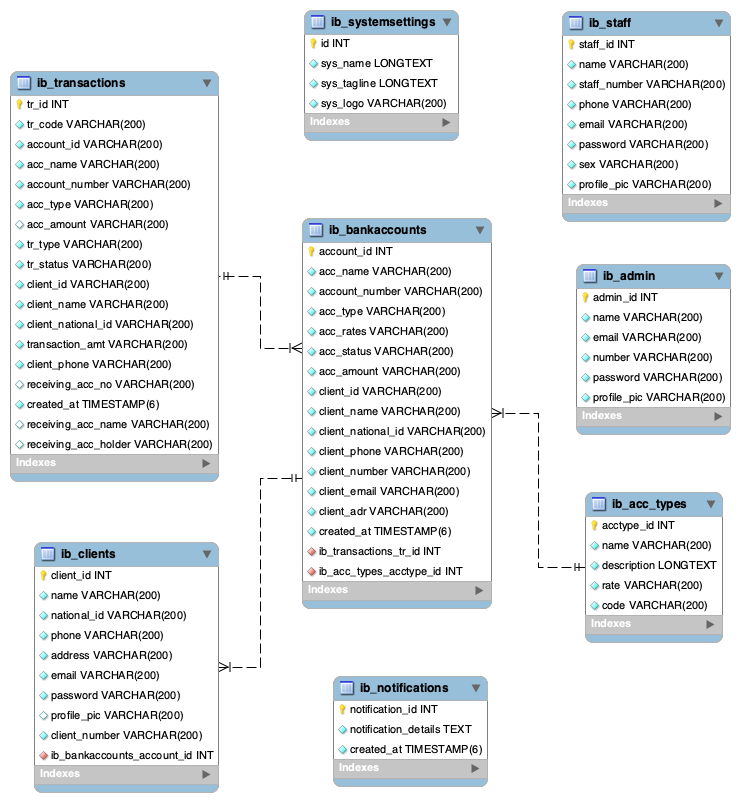 ib_systemsettings
id INT
sys_name LONGTEXT
sys_tagline LONGTEXT
sys_logo VARCHAR(200)
Indexes
ib_staff
staff_id INT
name VARCHAR(200)
staff_number VARCHAR(200)
phone VARCHAR(200)
email VARCHAR(200)
password VARCHAR(200)
sex VARCHAR(200)
profile_pic VARCHAR(200)
Indexes
ib_transactions
tr_id INT
tr_code VARCHAR(200)
account_id VARCHAR(200)
acc_name VARCHAR(200)
account_number VARCHAR(200)
acc_type VARCHAR(200)
acc_amount VARCHAR(200)
tr_type VARCHAR(200)
tr_status VARCHAR(200)
client_id VARCHAR(200)
client_name VARCHAR(200)
client_national_id VARCHAR(200)
transaction_amt VARCHAR(200)
client_phone VARCHAR(200)
receiving_acc_no VARCHAR(200)
created_at TIMESTAMP(6)
receiving_acc_name VARCHAR(200)
receiving_acc_holder VARCHAR(200)
Indexes
ib_bankaccounts
account_id INT
acc_name VARCHAR(200)
account_number VARCHAR(200)
acc_type VARCHAR(200)
acc_rates VARCHAR(200)
acc_status VARCHAR(200)
acc_amount VARCHAR(200)
client_id VARCHAR(200)
client_name VARCHAR(200)
client_national_id VARCHAR(200)
client_phone VARCHAR(200)
client_number VARCHAR(200)
client_email VARCHAR(200)
client_adr VARCHAR(200)
created_at TIMESTAMP(6)
ib_transactions_tr_id INT
ib_acc_types_acctype_id INT
Indexes
ib_admin
admin_id INT
name VARCHAR(200)
email VARCHAR(200)
number VARCHAR(200)
password VARCHAR(200)
profile_pic VARCHAR(200)
Indexes
ib_acc_types
acctype_id INT
name VARCHAR(200)
description LONGTEXT
rate VARCHAR(200)
code VARCHAR(200)
Indexes
ib_clients
client_id INT
name VARCHAR(200)
national_id VARCHAR(200)
phone VARCHAR(200)
address VARCHAR(200)
email VARCHAR(200)
password VARCHAR(200)
profile_pic VARCHAR(200)
client_number VARCHAR(200)
ib_bankaccounts_account_id INT
Indexes
ib_notifications
notification_id INT
notification_details TEXT
created_at TIMESTAMP(6)
Indexes